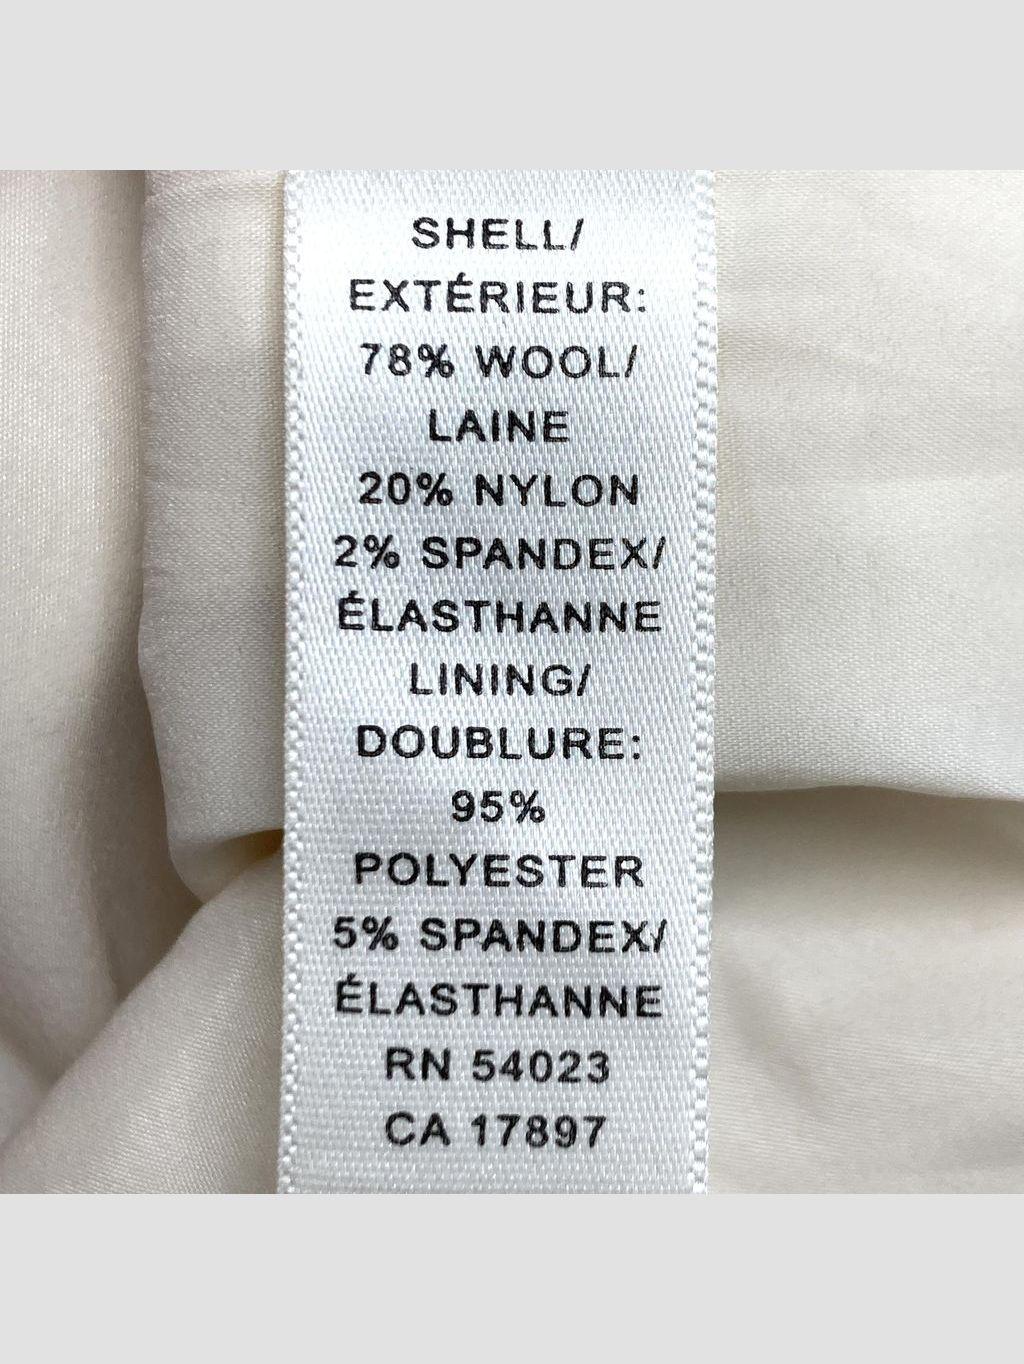 SHELL/
EXTÉRIEUR:
78% WOOL/
LAINE
20% NYLON
2% SPANDEX/
ÉLASTHANNE
LINING/
DOUBLURE:
95%
POLYESTER
5% SPANDEX/
ÉLASTHANNE
RN 54023
CA 17897